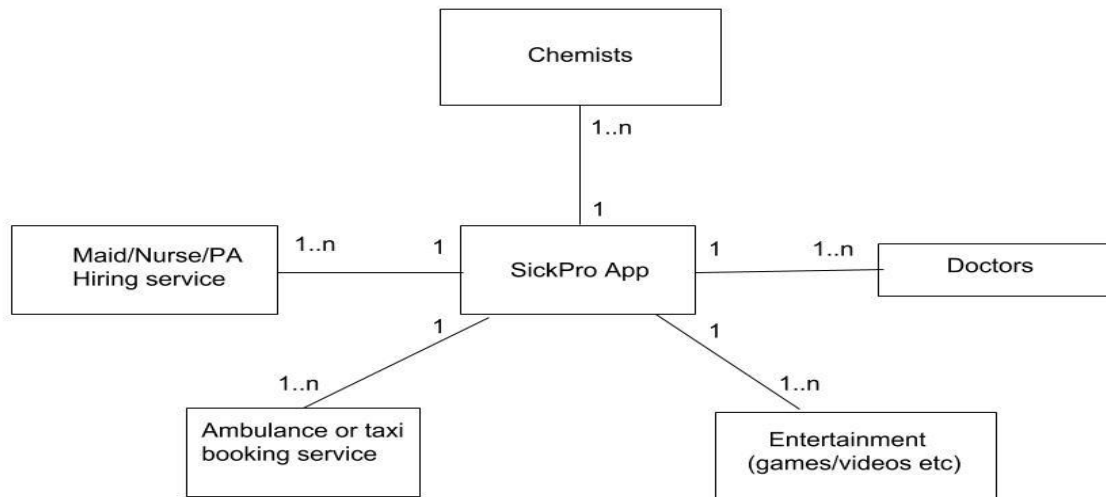 Chemists
1..n
1
Maid/Nurse/PA
Hiring service
1..n
1
SickPro App
1
1..n
Doctors
1
1..n
Ambulance or taxi
booking service
1
1..n
Entertainment
(games/videos etc)